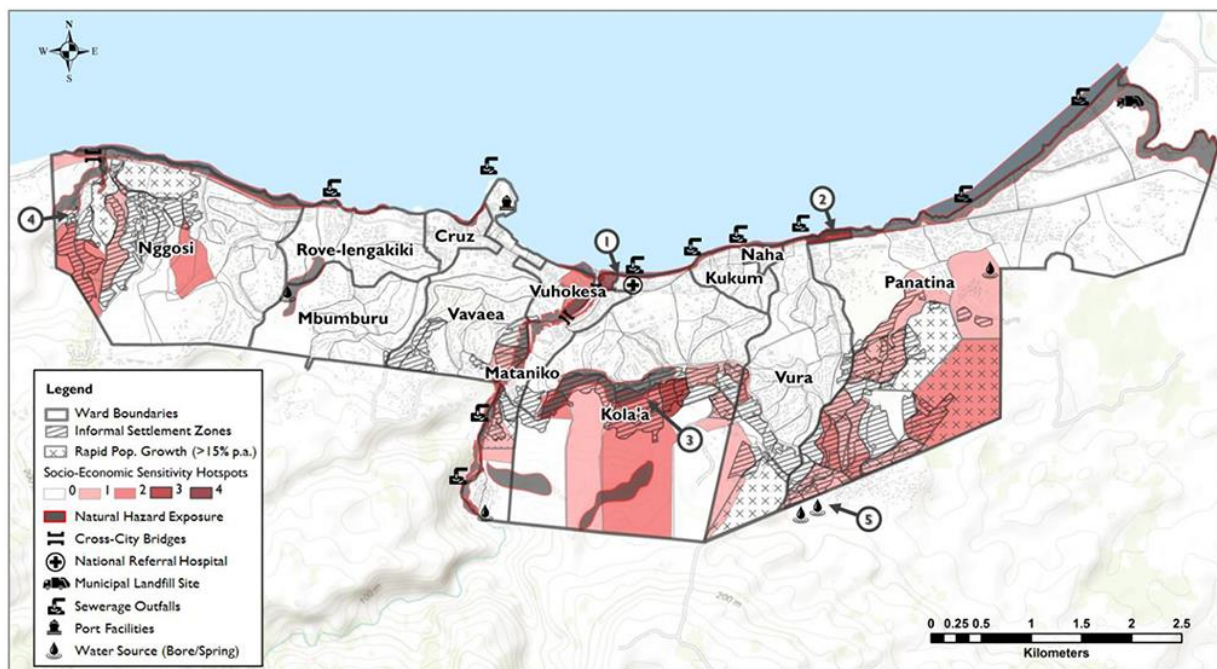 N
W E
S
1
2
4
Nggosi
Rove-lengakiki
Cruz
Naha
Kukum
Vuhokesa
Panatina
Mbumburu
Vavaea
Mataniko
Vura
Kola'a
3
5
100 m
200 m
Legend
Ward Boundaries
Informal Settlement Zones
Rapid Pop. Growth (>15% p.a.)
Socio-Economic Sensitivity Hotspots
0 1 2 3 4
Natural Hazard Exposure
Cross-City Bridges
National Referral Hospital
Municipal Landfill Site
Sewerage Outfalls
Port Facilities
Water Source (Bore/Spring)
0 0.25 0.5 1 1.5 2 2.5
Kilometers